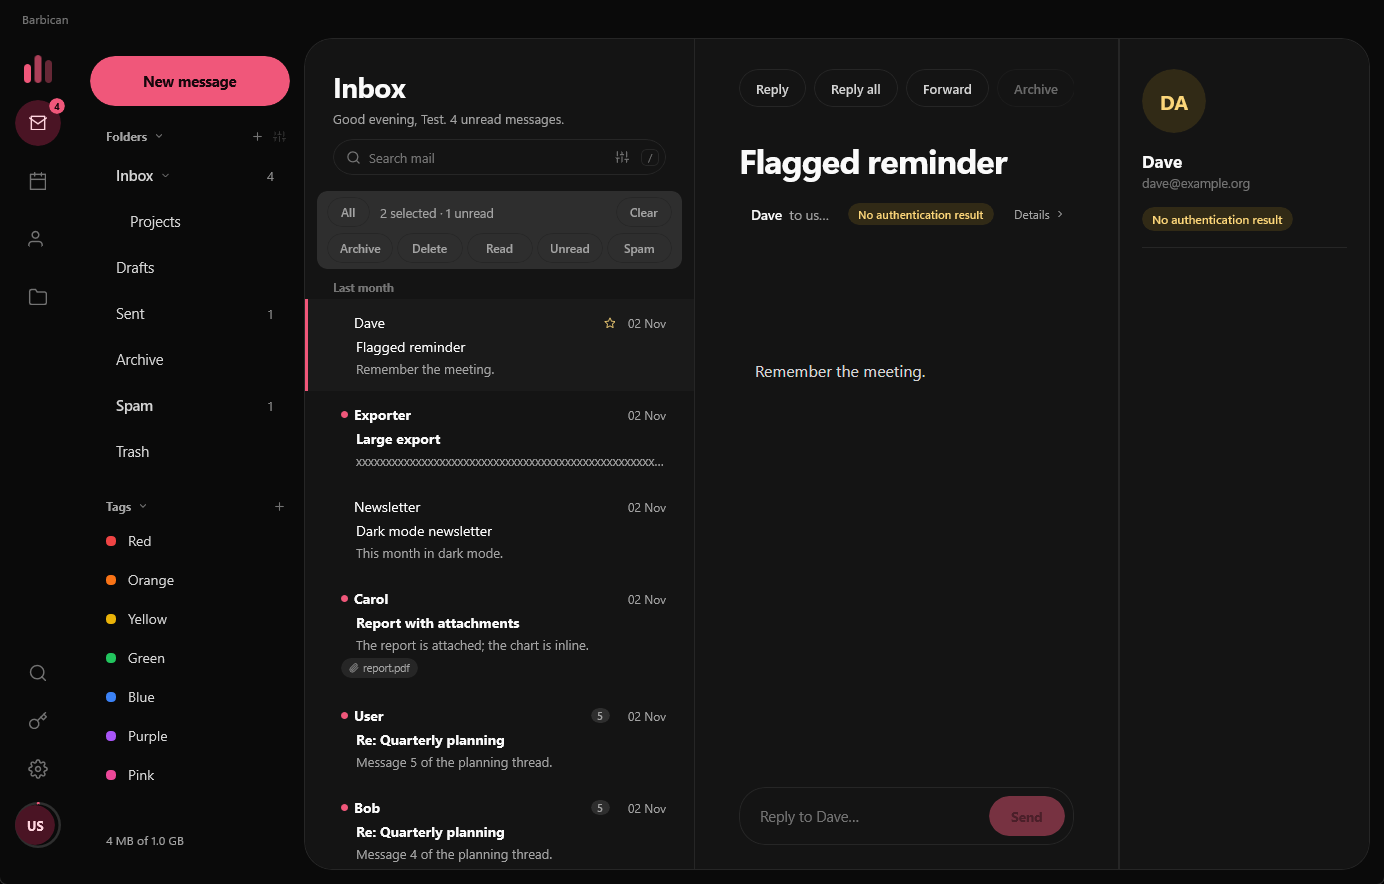 Barbican
4
New message
Folders
Inbox 4
Projects
Drafts
Sent 1
Archive
Spam 1
Trash
Tags
Red
Orange
Yellow
Green
Blue
Purple
Pink
US
4 MB of 1.0 GB
Inbox
Good evening, Test. 4 unread messages.
Search mail /
All 2 selected · 1 unread Clear
Archive Delete Read Unread Spam
Last month
Dave 02 Nov
Flagged reminder
Remember the meeting.
Exporter 02 Nov
Large export
xxxxxxxxxxxxxxxxxxxxxxxxxxxxxxxxxxxxxxxxxxxxxxxxxx...
Newsletter 02 Nov
Dark mode newsletter
This month in dark mode.
Carol 02 Nov
Report with attachments
The report is attached; the chart is inline.
report.pdf
User 5 02 Nov
Re: Quarterly planning
Message 5 of the planning thread.
Bob 5 02 Nov
Re: Quarterly planning
Message 4 of the planning thread.
Reply Reply all Forward Archive
Flagged reminder
Dave to us... No authentication result Details
Remember the meeting.
Reply to Dave... Send
DA
Dave
dave@example.org
No authentication result